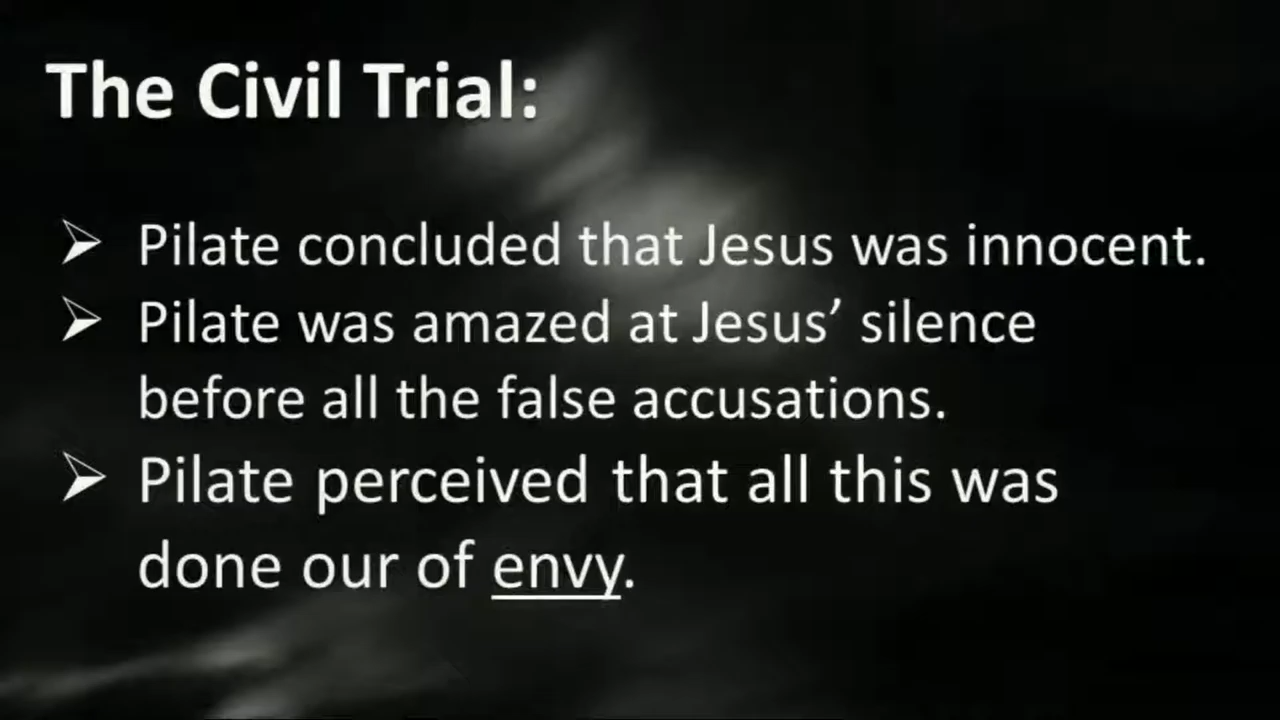 The Civil Trial:
➢ Pilate concluded that Jesus was innocent.
➢ Pilate was amazed at Jesus’ silence
before all the false accusations.
➢ Pilate perceived that all this was
done our of envy.